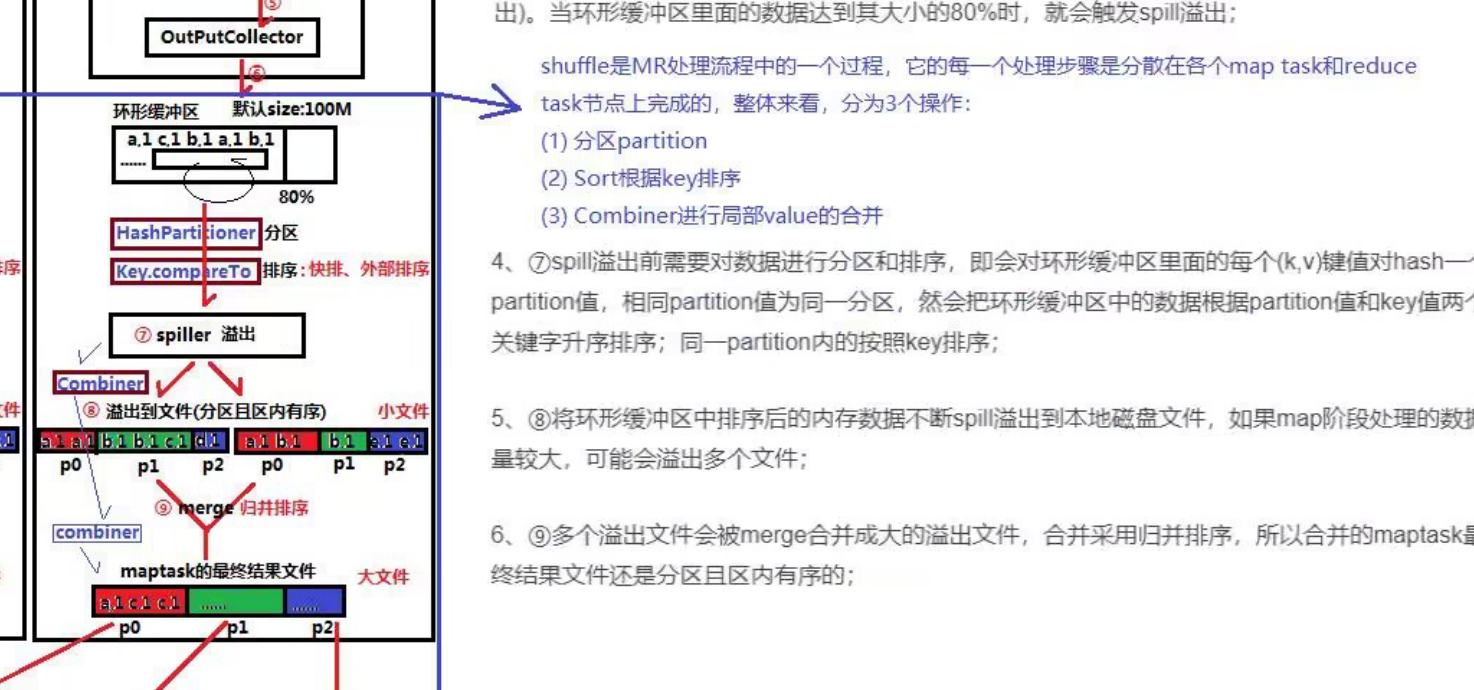 ⑤
OutPutCollector
⑥
环形缓冲区 默认size:100M
a,1 c,1 b,1 a,1 b,1
......
80%
HashPartitioner 分区
Key.compareTo 排序:快排、外部排序
⑦ spiller 溢出
Combiner
⑧ 溢出到文件(分区且区内有序) 小文件
a,1 a,1 b,1 b,1 c,1 d,1 a,1 b,1 b,1 e,1 e,1
p0 p1 p2 p0 p1 p2
⑨ merge 归并排序
combiner
maptask的最终结果文件 大文件
a,1 c,1 c,1 ...... ......
p0 p1 p2
序
件
,1
出)。当环形缓冲区里面的数据达到其大小的80%时，就会触发spill溢出；
shuffle是MR处理流程中的一个过程，它的每一个处理步骤是分散在各个map task和reduce
task节点上完成的，整体来看，分为3个操作：
(1) 分区partition
(2) Sort根据key排序
(3) Combiner进行局部value的合并
4、⑦spill溢出前需要对数据进行分区和排序，即会对环形缓冲区里面的每个(k,v)键值对hash一
partition值，相同partition值为同一分区，然会把环形缓冲区中的数据根据partition值和key值两个
关键字升序排序；同一partition内的按照key排序；
5、⑧将环形缓冲区中排序后的内存数据不断spill溢出到本地磁盘文件，如果map阶段处理的数据
量较大，可能会溢出多个文件；
6、⑨多个溢出文件会被merge合并成大的溢出文件，合并采用归并排序，所以合并的maptask最
终结果文件还是分区且区内有序的；